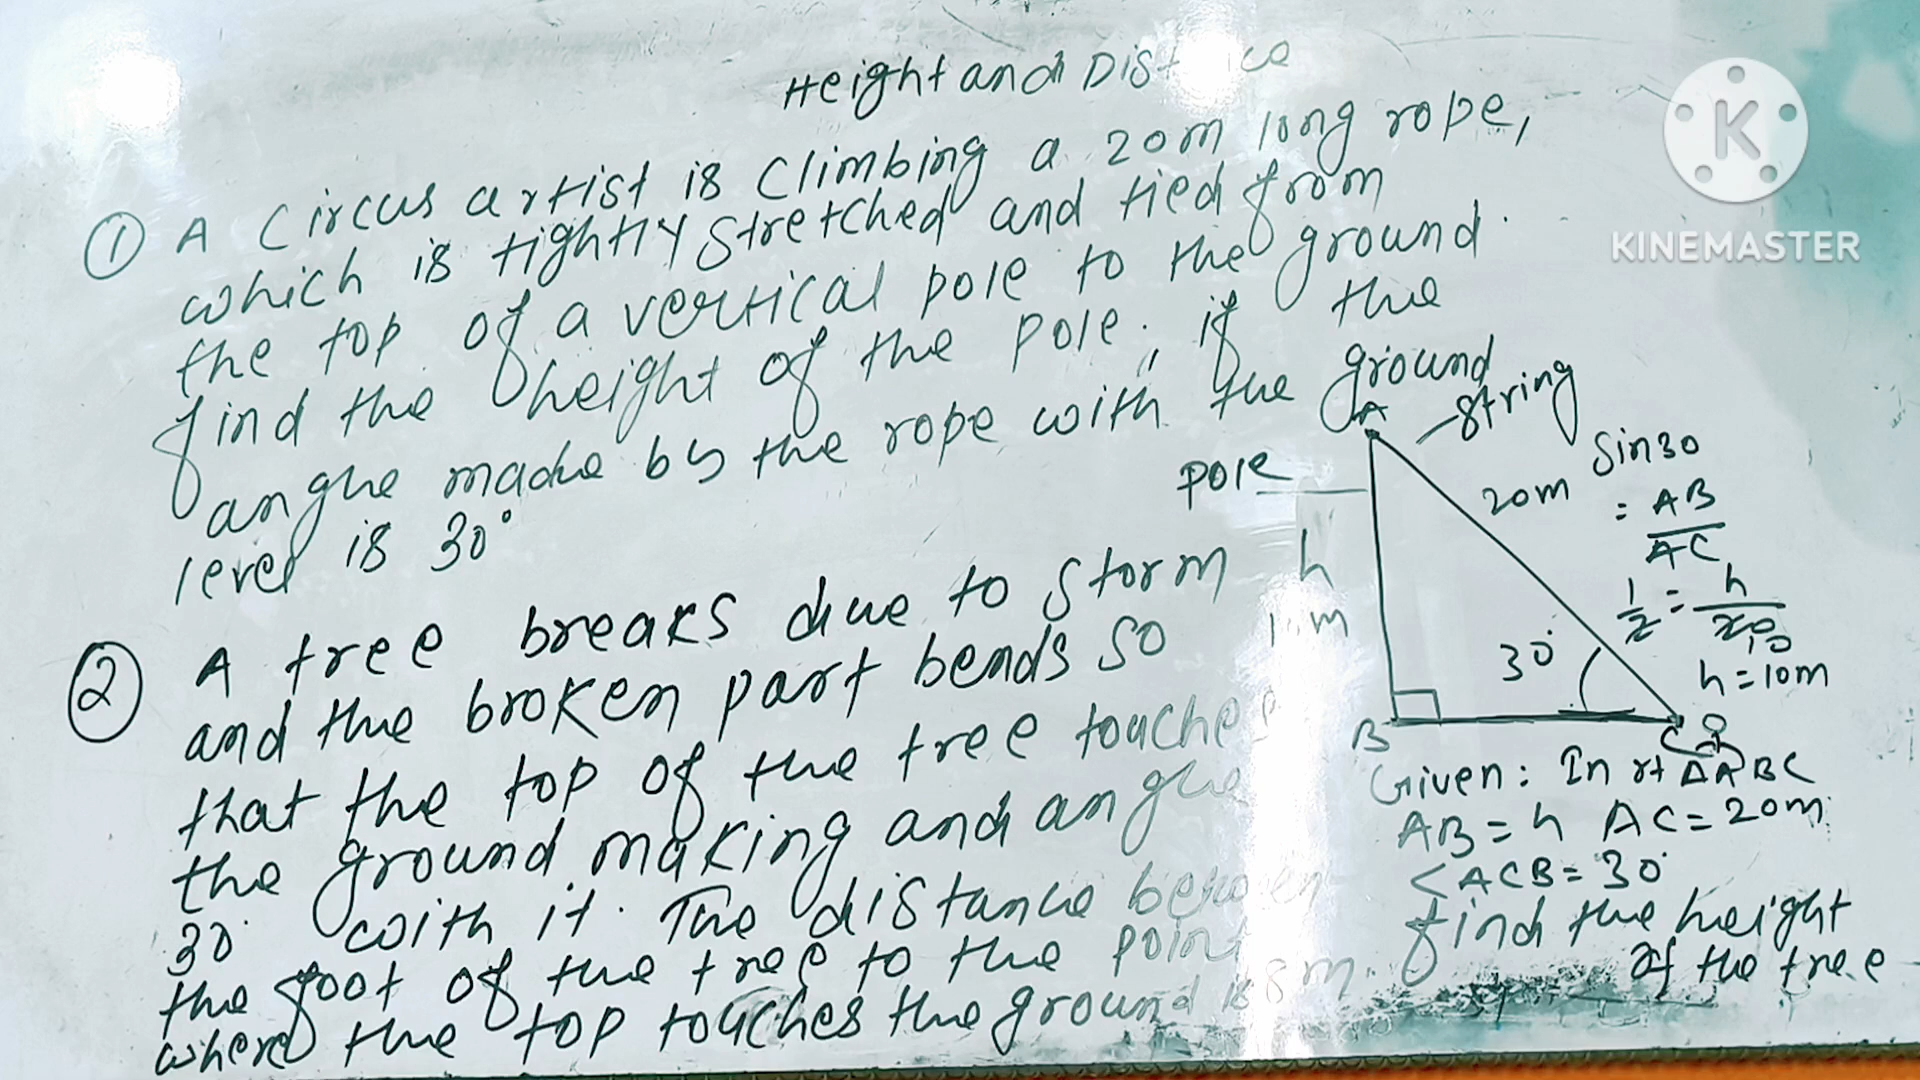 Height and Distance
① A Circus artist is Climbing a 20m long rope,
which is tightly stretched and tied from
the top of a vertical pole to the ground.
find the height of the pole, if the
angle made by the rope with the ground
level is 30°
② A tree breaks due to storm
and the broken part bends so
that the top of the tree touches
the ground making and angle
30° with it. The distance between
the foot of the tree to the point
where the top touches the ground is 8m. find the height
of the tree
A
string
pole
20m
h
m
30°
B
C
Sin30
= AB
AC
1/2 = h/20
10
h = 10m
Given: In rt ΔABC
AB = h AC = 20m
<ACB = 30°
K
KINEMASTER